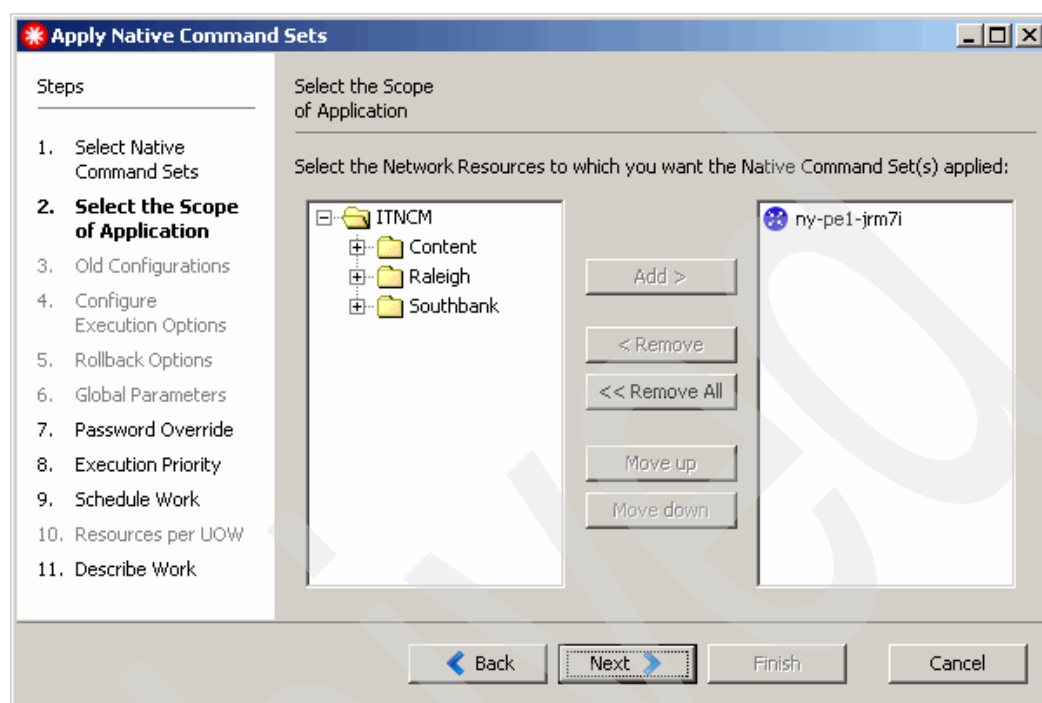 Apply Native Command Sets
Steps
1. Select Native
Command Sets
2. Select the Scope
of Application
3. Old Configurations
4. Configure
Execution Options
5. Rollback Options
6. Global Parameters
7. Password Override
8. Execution Priority
9. Schedule Work
10. Resources per UOW
11. Describe Work
Select the Scope
of Application
Select the Network Resources to which you want the Native Command Set(s) applied:
ITNCM
Content
Raleigh
Southbank
Add >
< Remove
<< Remove All
Move up
Move down
ny-pe1-jrm7i
Back
Next
Finish
Cancel